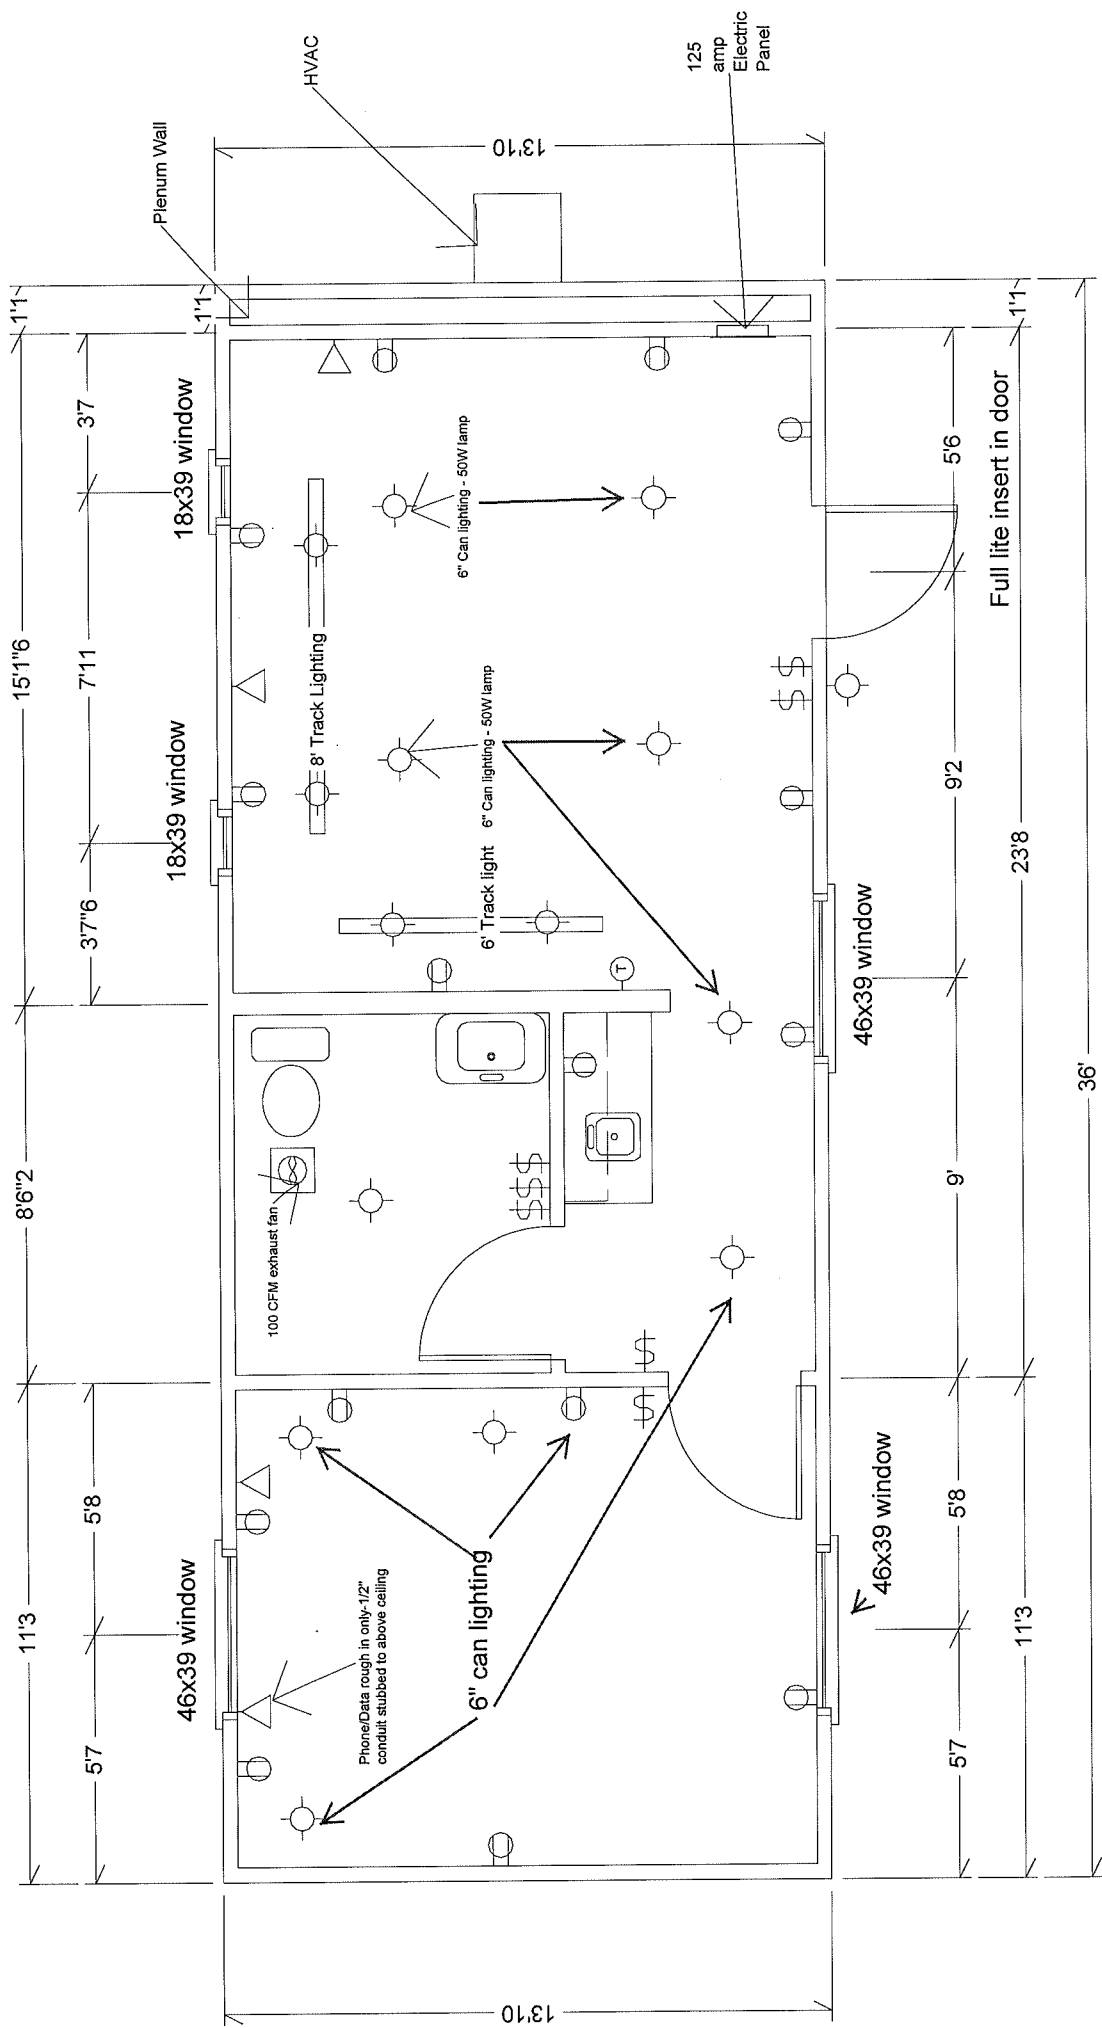 11'3
8'6"2
15'1"6
1'1
5'7
5'8
3'7"6
7'11
3'7
Plenum Wall
1'1
46x39 window
18x39 window
18x39 window
HVAC
100 CFM exhaust fan
8' Track Lighting
Phone/Data rough in only-1/2"
conduit stubbed to above ceiling
6" Can lighting - 50W lamp
6' Track light
6" Can lighting - 50W lamp
6" can lighting
13'10
13'10
T
125
amp
Electric
Panel
46x39 window
46x39 window
5'7
5'8
9'
9'2
5'6
Full lite insert in door
11'3
23'8
1'1
36'